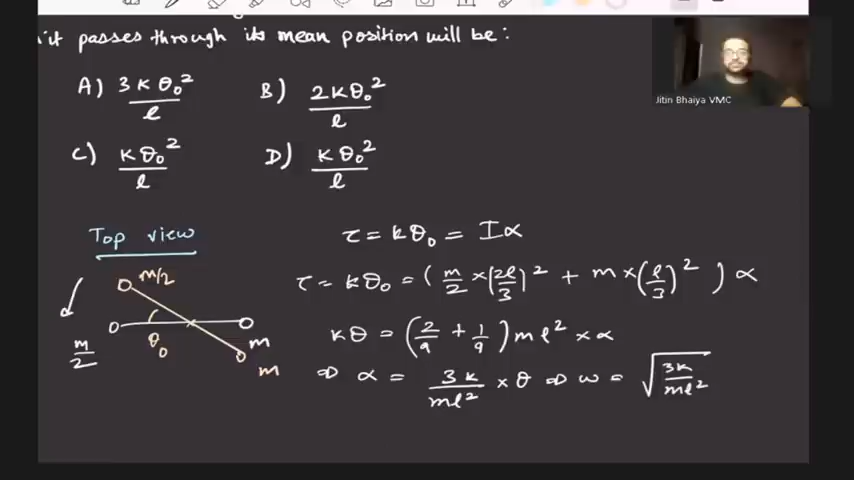 it passes through its mean position will be:
A) 3kθ₀²/l B) 2kθ₀²/l
C) kθ₀²/l D) kθ₀²/l
Jitin Bhaiya VMC
Top view
τ = kθ₀ = Iα
m/2
τ = kθ₀ = (m/2 × (2l/3)² + m × (l/3)²) α
θ₀
m/2
m
m
kθ = (2/9 + 1/9) ml² × α
⇒ α = 3k/ml² × θ ⇒ ω = √(3k/ml²)